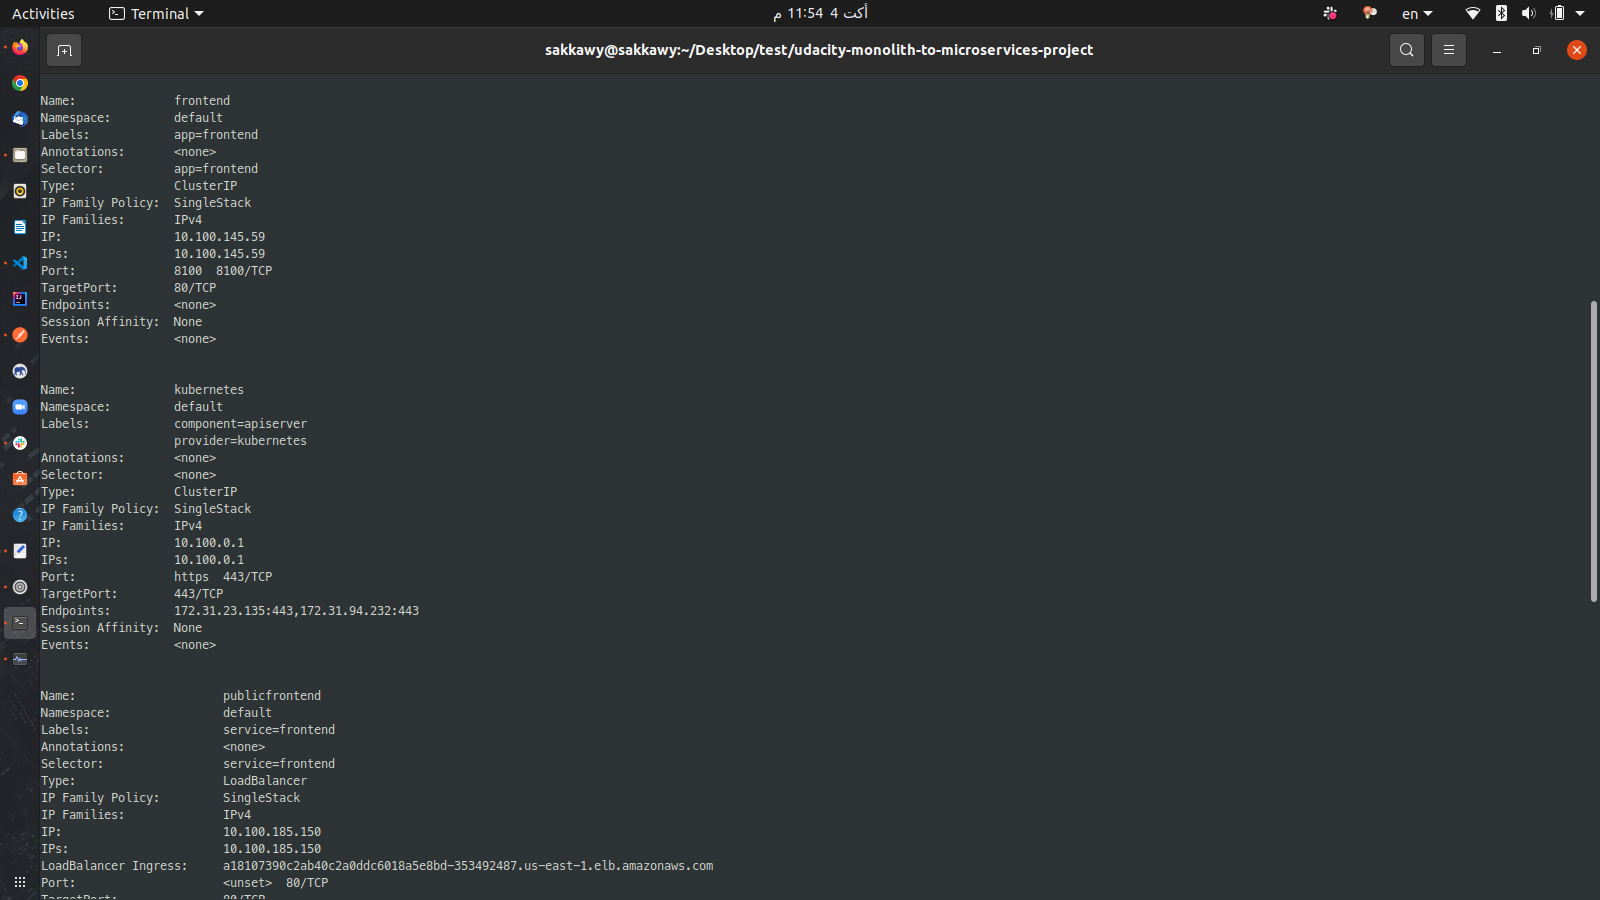 Activities Terminal أكت 4 11:54 م en
sakkawy@sakkawy:~/Desktop/test/udacity-monolith-to-microservices-project
Name: frontend
Namespace: default
Labels: app=frontend
Annotations: <none>
Selector: app=frontend
Type: ClusterIP
IP Family Policy: SingleStack
IP Families: IPv4
IP: 10.100.145.59
IPs: 10.100.145.59
Port: 8100 8100/TCP
TargetPort: 80/TCP
Endpoints: <none>
Session Affinity: None
Events: <none>
Name: kubernetes
Namespace: default
Labels: component=apiserver
provider=kubernetes
Annotations: <none>
Selector: <none>
Type: ClusterIP
IP Family Policy: SingleStack
IP Families: IPv4
IP: 10.100.0.1
IPs: 10.100.0.1
Port: https 443/TCP
TargetPort: 443/TCP
Endpoints: 172.31.23.135:443,172.31.94.232:443
Session Affinity: None
Events: <none>
Name: publicfrontend
Namespace: default
Labels: service=frontend
Annotations: <none>
Selector: service=frontend
Type: LoadBalancer
IP Family Policy: SingleStack
IP Families: IPv4
IP: 10.100.185.150
IPs: 10.100.185.150
LoadBalancer Ingress: a18107390c2ab40c2a0ddc6018a5e8bd-353492487.us-east-1.elb.amazonaws.com
Port: <unset> 80/TCP
TargetPort: 80/TCP